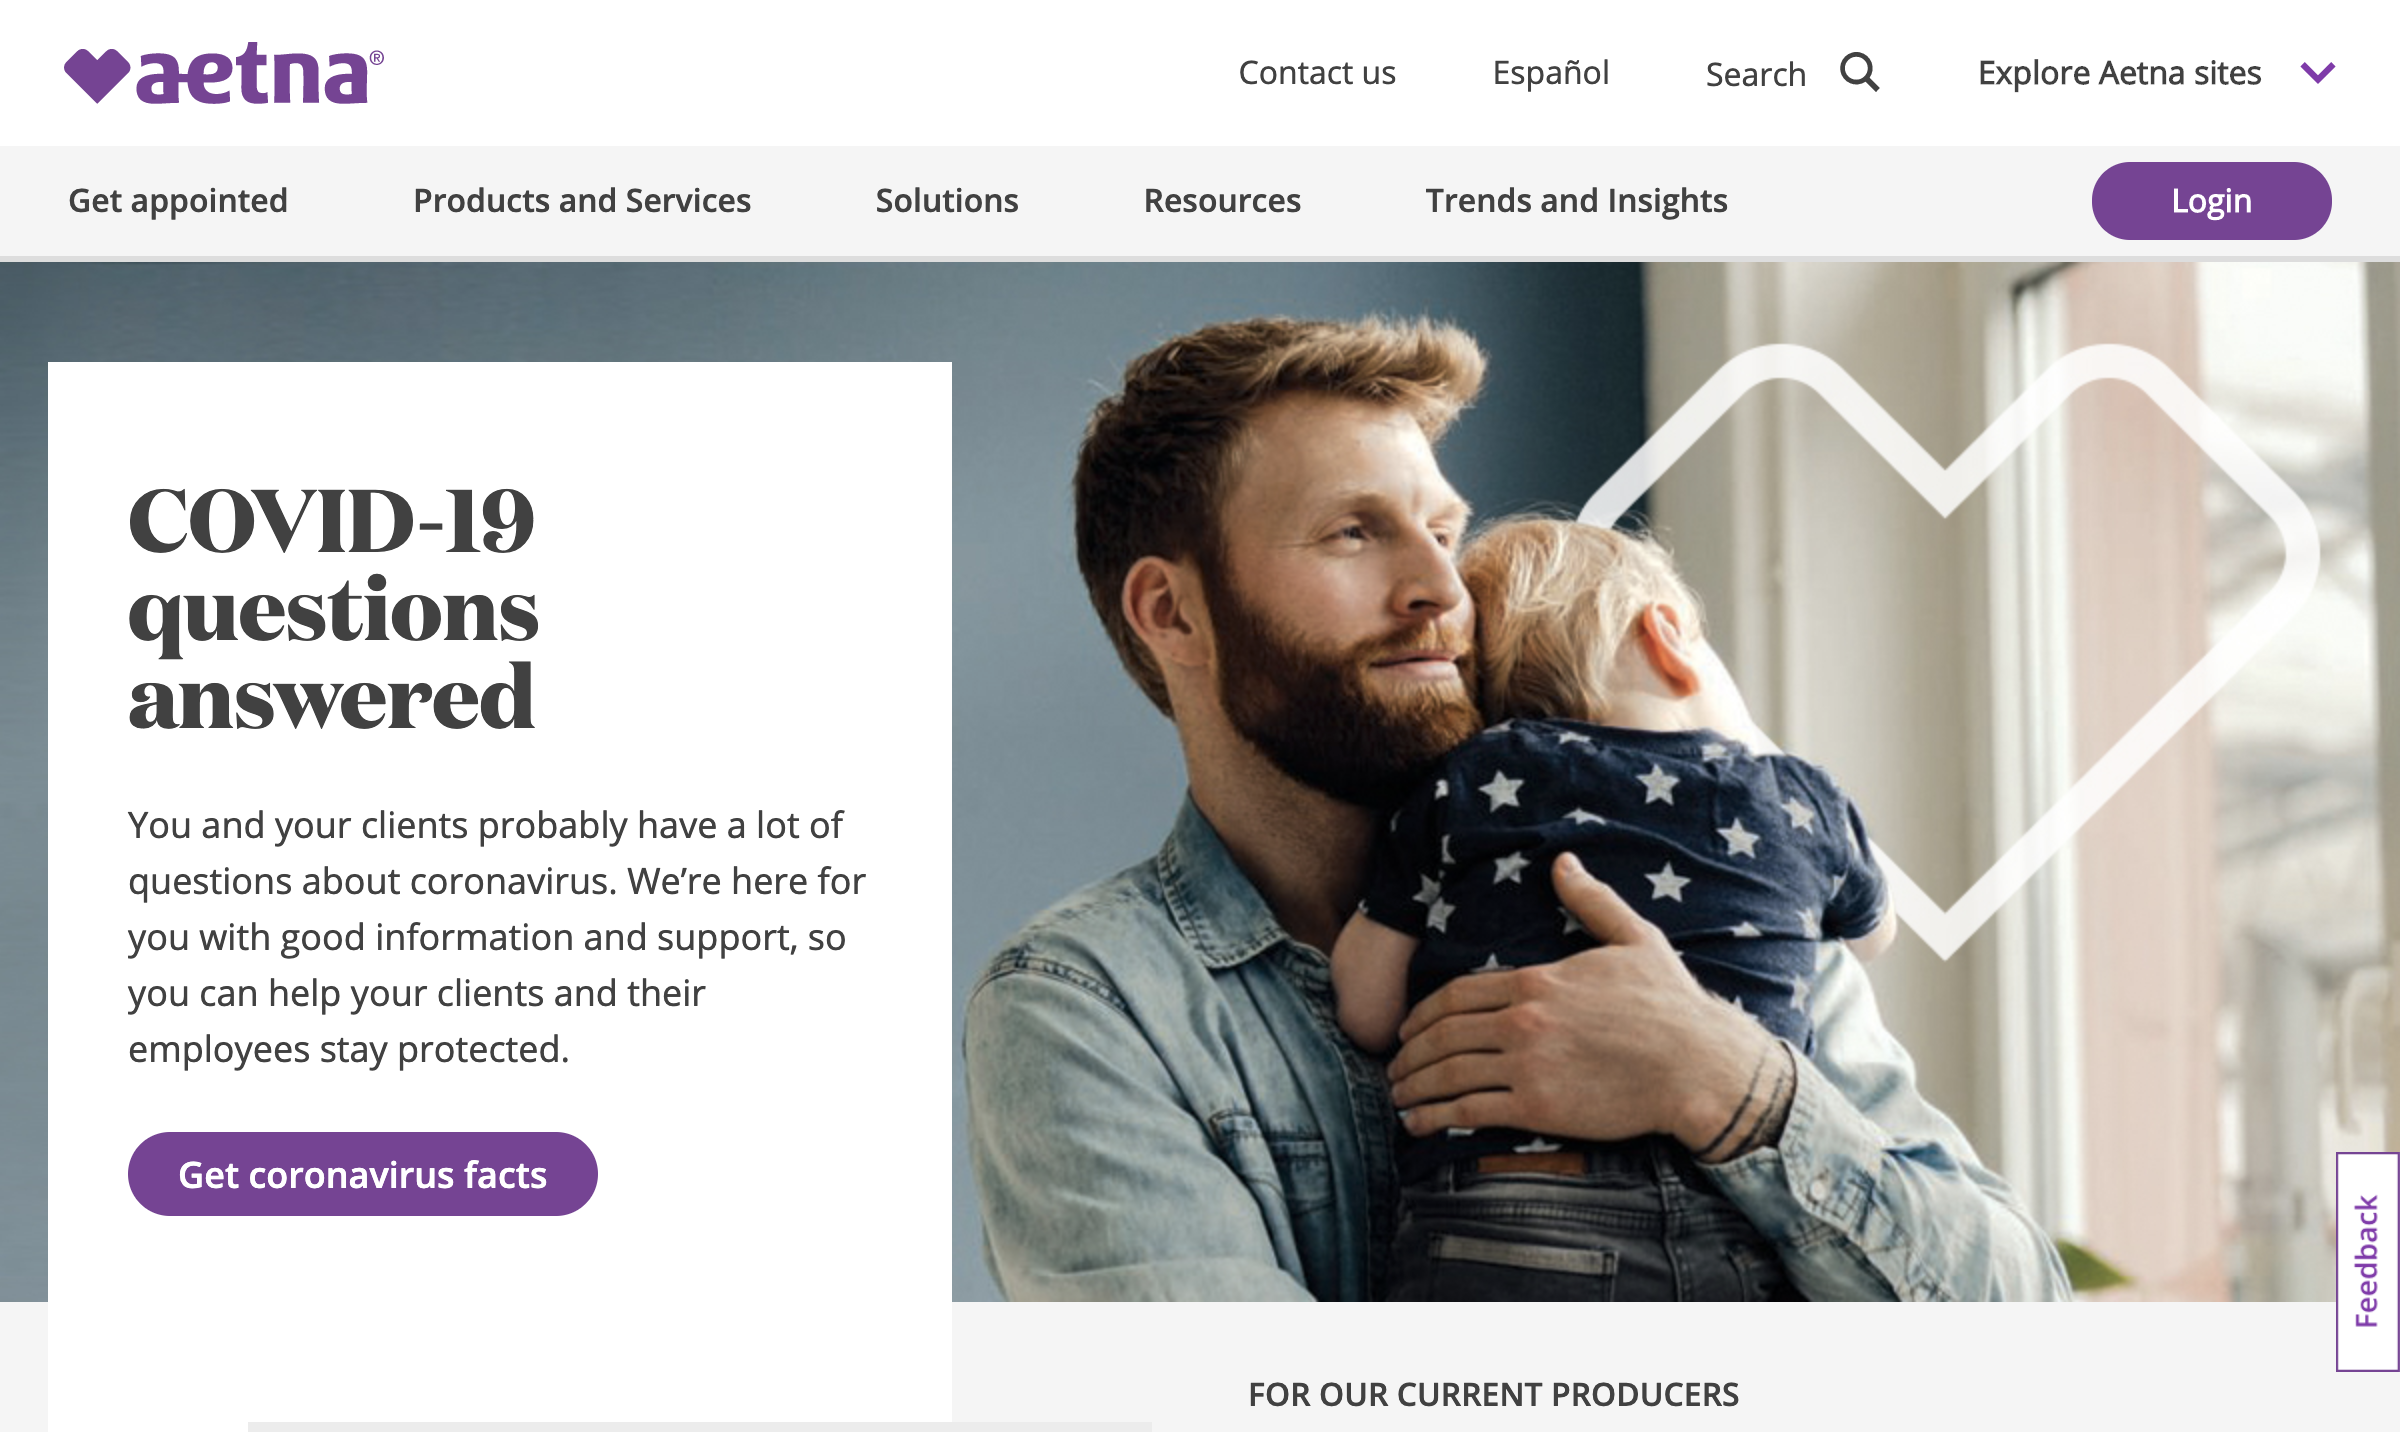 aetna®
Contact us
Español
Search
Explore Aetna sites
Get appointed
Products and Services
Solutions
Resources
Trends and Insights
Login
COVID-19
questions
answered
You and your clients probably have a lot of
questions about coronavirus. We’re here for
you with good information and support, so
you can help your clients and their
employees stay protected.
Get coronavirus facts
Feedback
FOR OUR CURRENT PRODUCERS